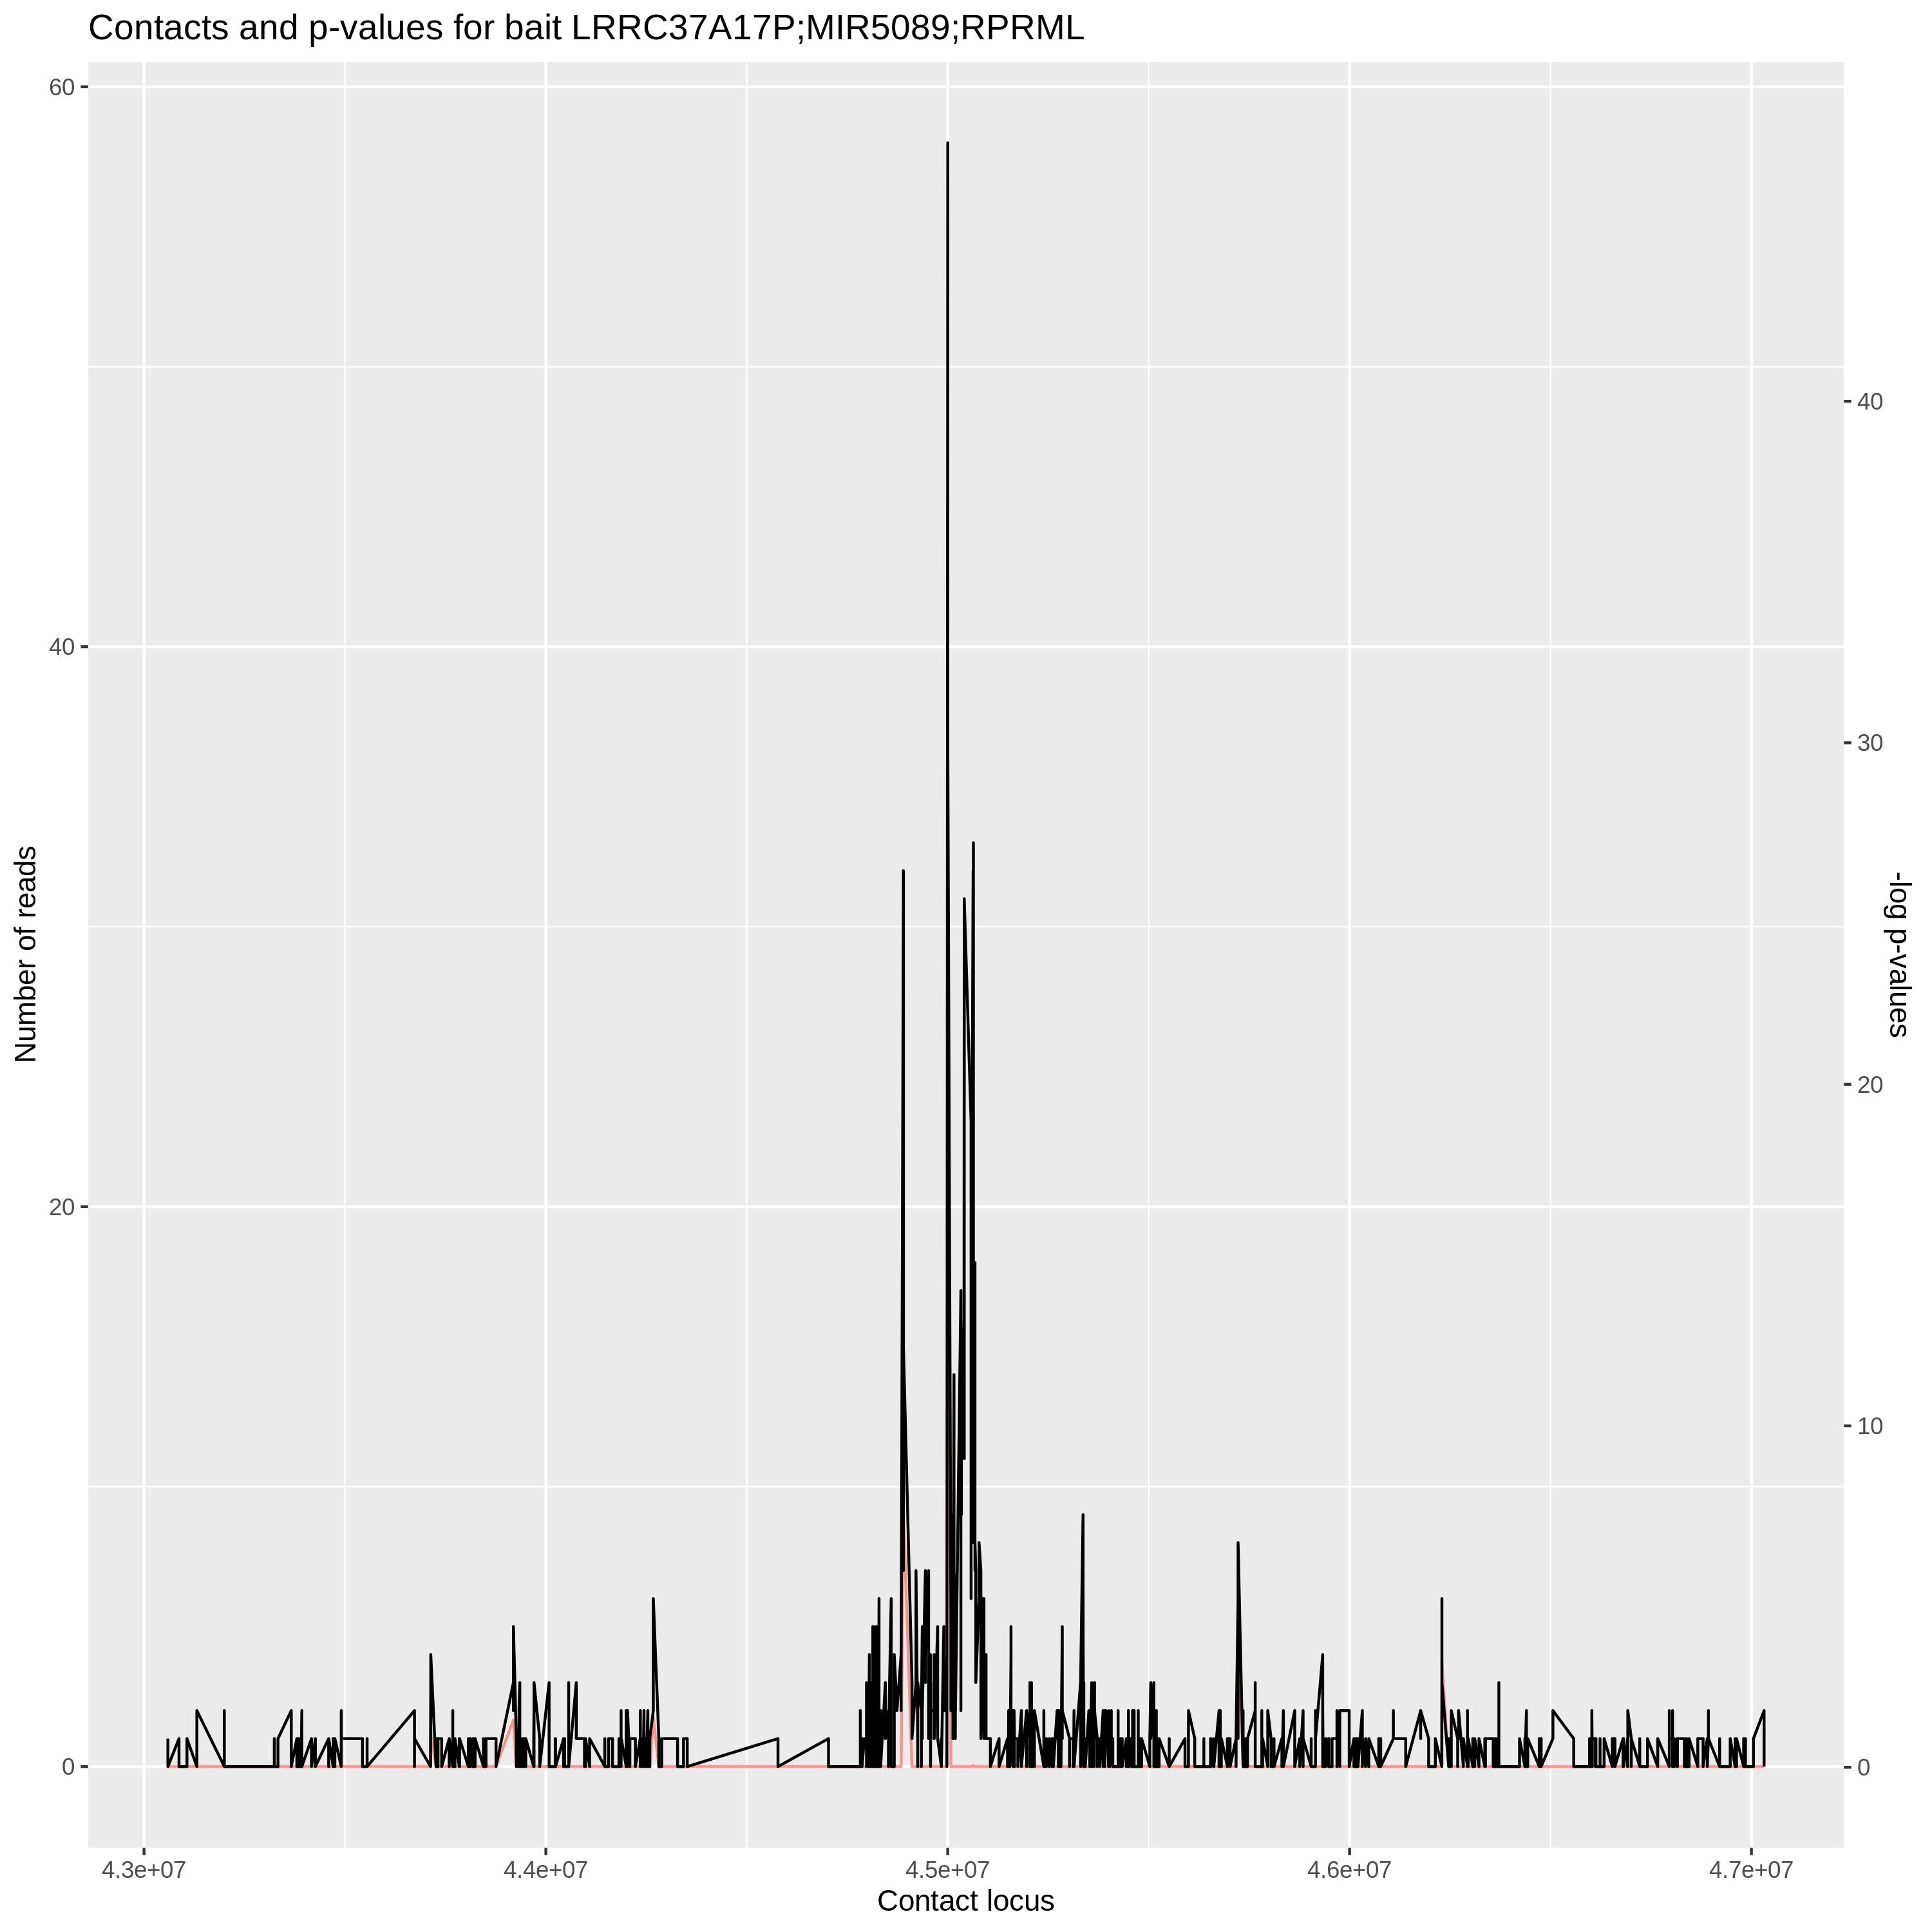 Contacts and p-values for bait LRRC37A17P;MIR5089;RPRML
60
40
20
0
Number of reads
40
30
20
10
0
-log p-values
4.3e+07
4.4e+07
4.5e+07
4.6e+07
4.7e+07
Contact locus